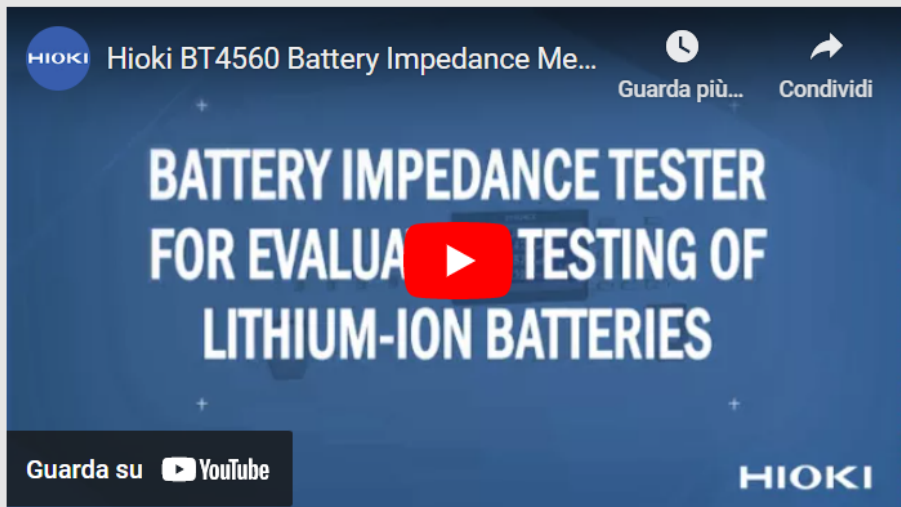 HIOKI
Hioki BT4560 Battery Impedance Me...
Guarda più...
Condividi
BATTERY IMPEDANCE TESTER
FOR EVALUA TESTING OF
LITHIUM-ION BATTERIES
Guarda su YouTube
HIOKI